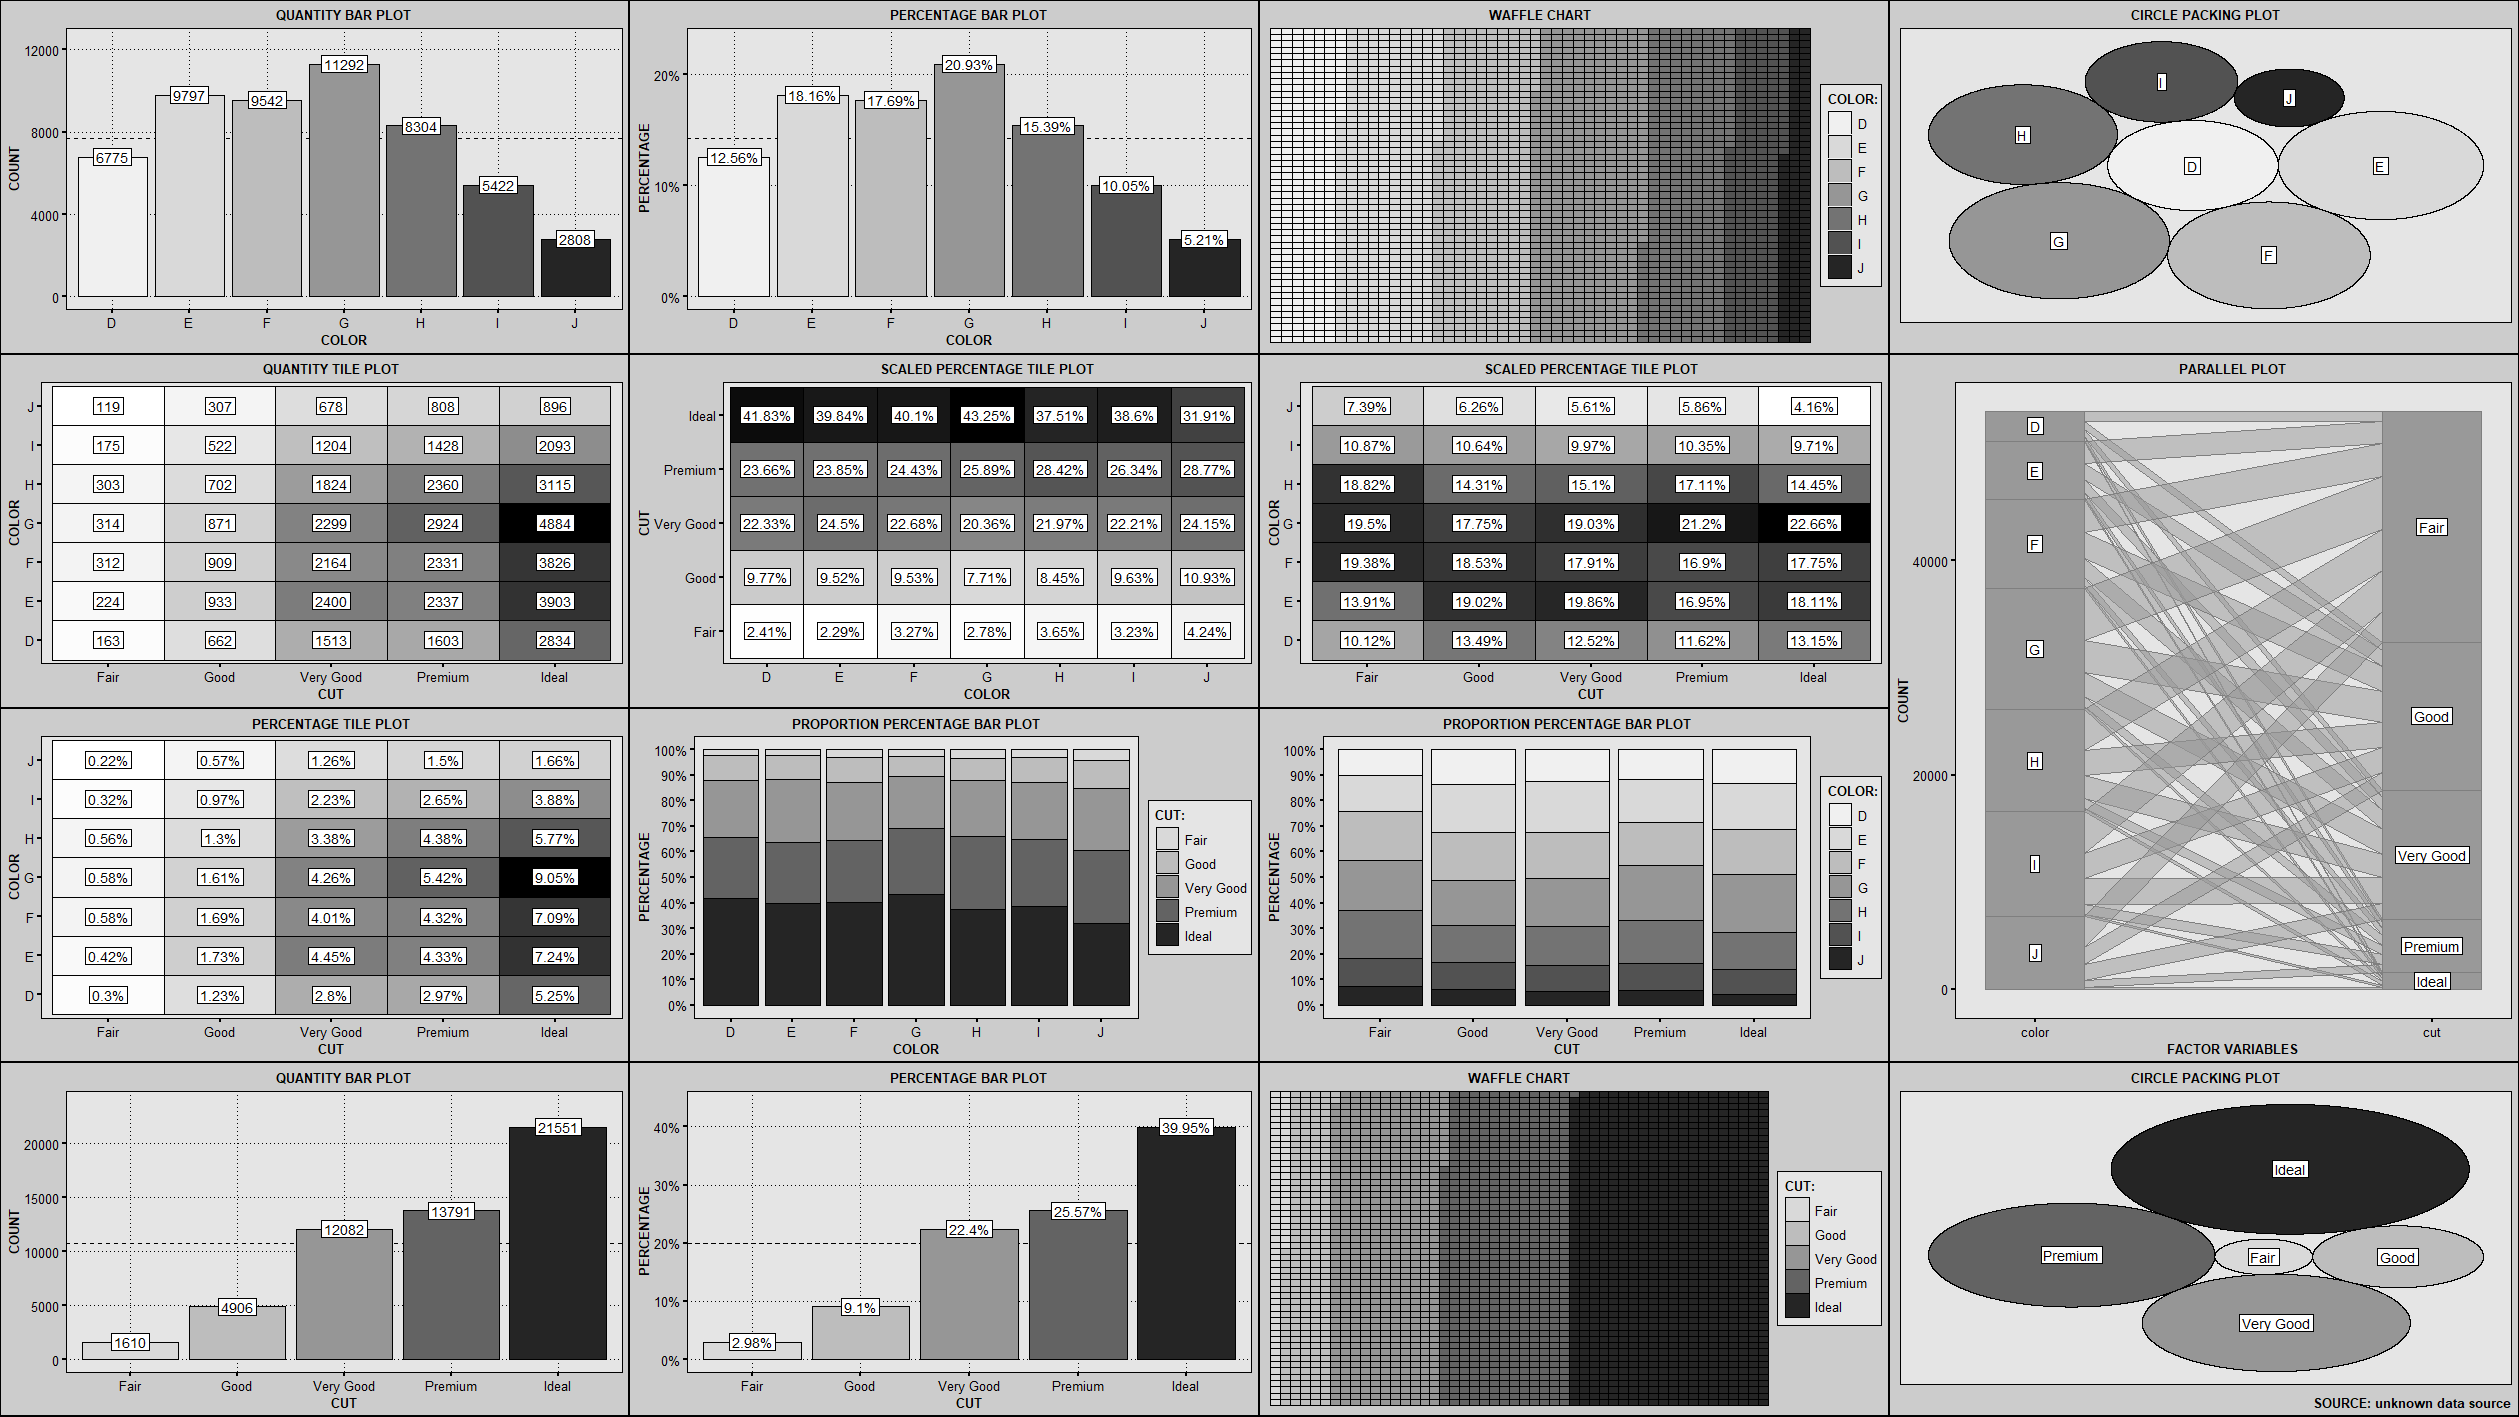 QUANTITY BAR PLOT
COUNT
12000
8000
4000
0
6775
9797
9542
11292
8304
5422
2808
D E F G H I J
COLOR
PERCENTAGE BAR PLOT
PERCENTAGE
20%
10%
0%
12.56%
18.16%
17.69%
20.93%
15.39%
10.05%
5.21%
D E F G H I J
COLOR
WAFFLE CHART
COLOR:
D
E
F
G
H
I
J
CIRCLE PACKING PLOT
I
J
H
D
E
G
F
QUANTITY TILE PLOT
COLOR
J 119 307 678 808 896
I 175 522 1204 1428 2093
H 303 702 1824 2360 3115
G 314 871 2299 2924 4884
F 312 909 2164 2331 3826
E 224 933 2400 2337 3903
D 163 662 1513 1603 2834
Fair Good Very Good Premium Ideal
CUT
SCALED PERCENTAGE TILE PLOT
CUT
Ideal 41.83% 39.84% 40.1% 43.25% 37.51% 38.6% 31.91%
Premium 23.66% 23.85% 24.43% 25.89% 28.42% 26.34% 28.77%
Very Good 22.33% 24.5% 22.68% 20.36% 21.97% 22.21% 24.15%
Good 9.77% 9.52% 9.53% 7.71% 8.45% 9.63% 10.93%
Fair 2.41% 2.29% 3.27% 2.78% 3.65% 3.23% 4.24%
D E F G H I J
COLOR
SCALED PERCENTAGE TILE PLOT
COLOR
J 7.39% 6.26% 5.61% 5.86% 4.16%
I 10.87% 10.64% 9.97% 10.35% 9.71%
H 18.82% 14.31% 15.1% 17.11% 14.45%
G 19.5% 17.75% 19.03% 21.2% 22.66%
F 19.38% 18.53% 17.91% 16.9% 17.75%
E 13.91% 19.02% 19.86% 16.95% 18.11%
D 10.12% 13.49% 12.52% 11.62% 13.15%
Fair Good Very Good Premium Ideal
CUT
PARALLEL PLOT
COUNT
40000
20000
0
D
E
F
G
H
I
J
Fair
Good
Very Good
Premium
Ideal
color cut
FACTOR VARIABLES
PERCENTAGE TILE PLOT
COLOR
J 0.22% 0.57% 1.26% 1.5% 1.66%
I 0.32% 0.97% 2.23% 2.65% 3.88%
H 0.56% 1.3% 3.38% 4.38% 5.77%
G 0.58% 1.61% 4.26% 5.42% 9.05%
F 0.58% 1.69% 4.01% 4.32% 7.09%
E 0.42% 1.73% 4.45% 4.33% 7.24%
D 0.3% 1.23% 2.8% 2.97% 5.25%
Fair Good Very Good Premium Ideal
CUT
PROPORTION PERCENTAGE BAR PLOT
PERCENTAGE
100%
90%
80%
70%
60%
50%
40%
30%
20%
10%
0%
D E F G H I J
COLOR
CUT:
Fair
Good
Very Good
Premium
Ideal
PROPORTION PERCENTAGE BAR PLOT
PERCENTAGE
100%
90%
80%
70%
60%
50%
40%
30%
20%
10%
0%
Fair Good Very Good Premium Ideal
CUT
COLOR:
D
E
F
G
H
I
J
QUANTITY BAR PLOT
COUNT
20000
15000
10000
5000
0
1610
4906
12082
13791
21551
Fair Good Very Good Premium Ideal
CUT
PERCENTAGE BAR PLOT
PERCENTAGE
40%
30%
20%
10%
0%
2.98%
9.1%
22.4%
25.57%
39.95%
Fair Good Very Good Premium Ideal
CUT
WAFFLE CHART
CUT:
Fair
Good
Very Good
Premium
Ideal
CIRCLE PACKING PLOT
Ideal
Premium
Fair
Good
Very Good
SOURCE: unknown data source